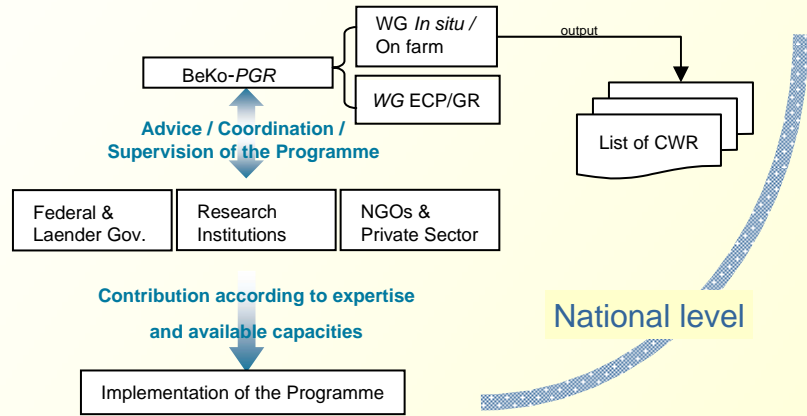 WG In situ /
On farm
output
BeKo-PGR
WG ECP/GR
List of CWR
Advice / Coordination /
Supervision of the Programme
Federal &
Laender Gov.
Research
Institutions
NGOs &
Private Sector
Contribution according to expertise
and available capacities
National level
Implementation of the Programme